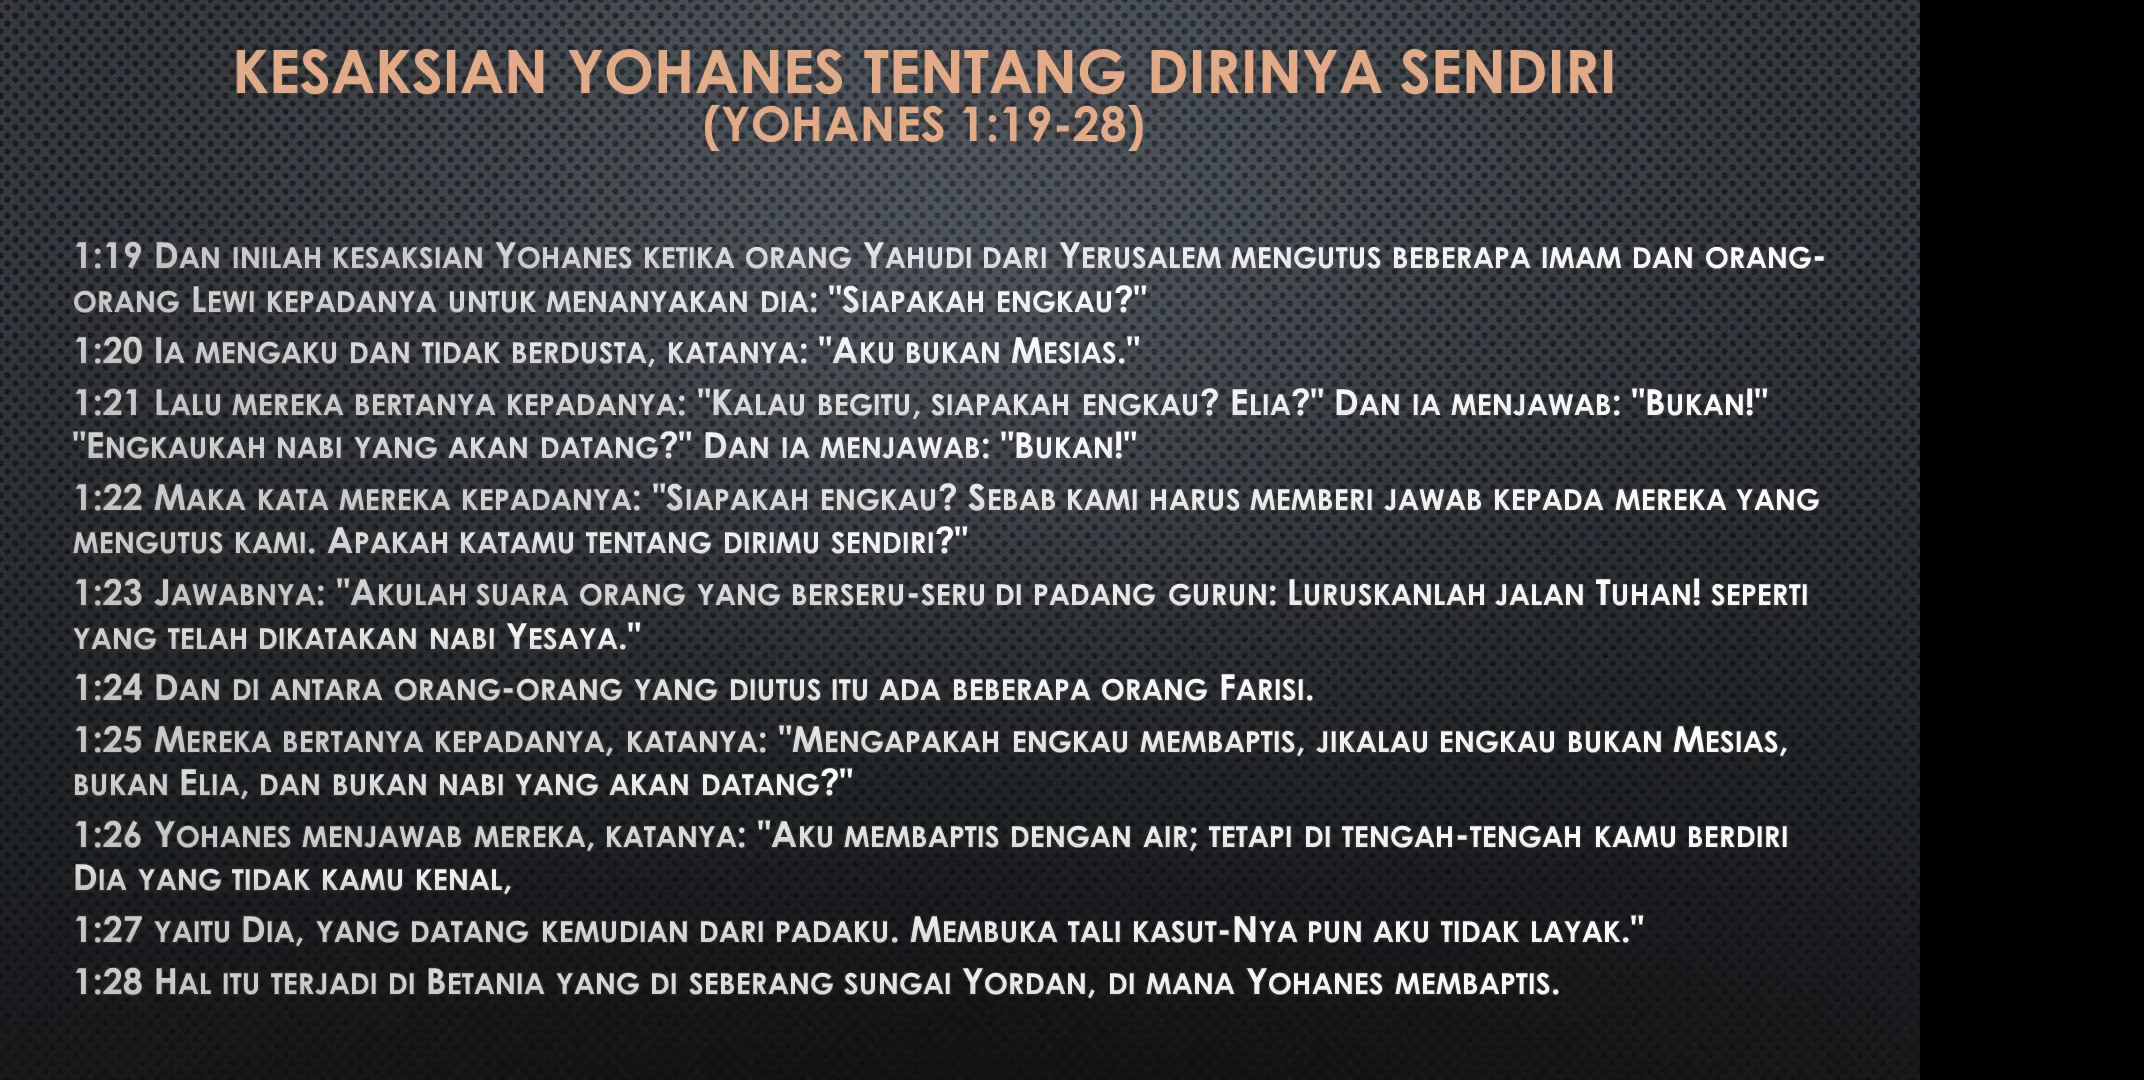 KESAKSIAN YOHANES TENTANG DIRINYA SENDIRI
(YOHANES 1:19-28)
1:19 Dan inilah kesaksian Yohanes ketika orang Yahudi dari Yerusalem mengutus beberapa imam dan orang-
orang Lewi kepadanya untuk menanyakan dia: "Siapakah engkau?"
1:20 Ia mengaku dan tidak berdusta, katanya: "Aku bukan Mesias."
1:21 Lalu mereka bertanya kepadanya: "Kalau begitu, siapakah engkau? Elia?" Dan ia menjawab: "Bukan!"
"Engkaukah nabi yang akan datang?" Dan ia menjawab: "Bukan!"
1:22 Maka kata mereka kepadanya: "Siapakah engkau? Sebab kami harus memberi jawab kepada mereka yang
mengutus kami. Apakah katamu tentang dirimu sendiri?"
1:23 Jawabnya: "Akulah suara orang yang berseru-seru di padang gurun: Luruskanlah jalan Tuhan! seperti
yang telah dikatakan nabi Yesaya."
1:24 Dan di antara orang-orang yang diutus itu ada beberapa orang Farisi.
1:25 Mereka bertanya kepadanya, katanya: "Mengapakah engkau membaptis, jikalau engkau bukan Mesias,
bukan Elia, dan bukan nabi yang akan datang?"
1:26 Yohanes menjawab mereka, katanya: "Aku membaptis dengan air; tetapi di tengah-tengah kamu berdiri
Dia yang tidak kamu kenal,
1:27 yaitu Dia, yang datang kemudian dari padaku. Membuka tali kasut-Nya pun aku tidak layak."
1:28 Hal itu terjadi di Betania yang di seberang sungai Yordan, di mana Yohanes membaptis.